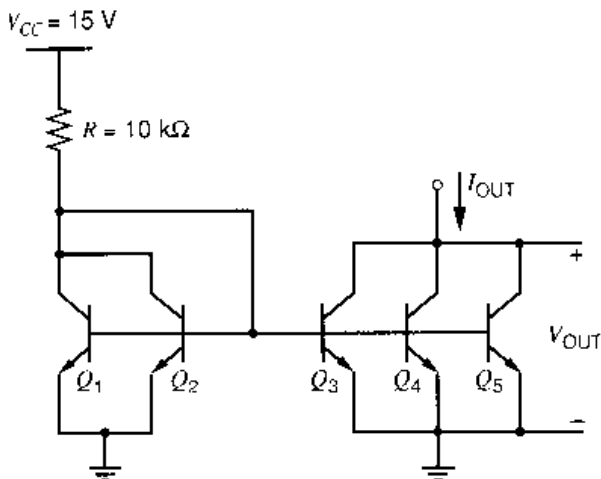 V_CC = 15 V
R = 10 kΩ
I_OUT
+
V_OUT
Q_1
Q_2
Q_3
Q_4
Q_5
−